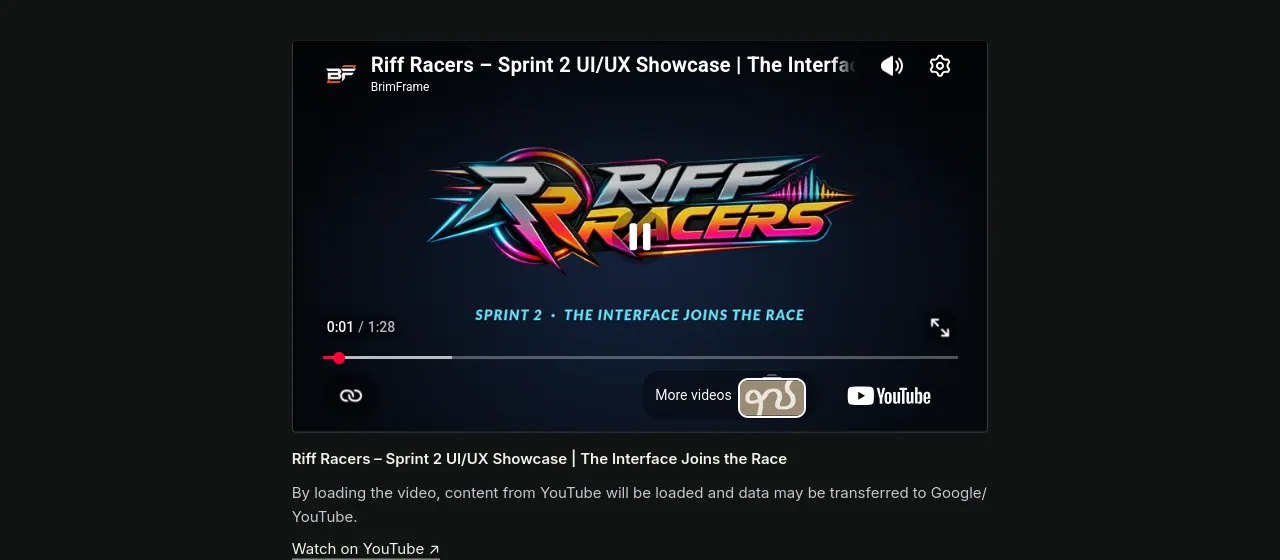 BF
Riff Racers – Sprint 2 UI/UX Showcase | The Interfac
BrimFrame
RR RIFF
RACERS
SPRINT 2 • THE INTERFACE JOINS THE RACE
0:01 / 1:28
More videos
YouTube
Riff Racers – Sprint 2 UI/UX Showcase | The Interface Joins the Race
By loading the video, content from YouTube will be loaded and data may be transferred to Google/
YouTube.
Watch on YouTube ↗